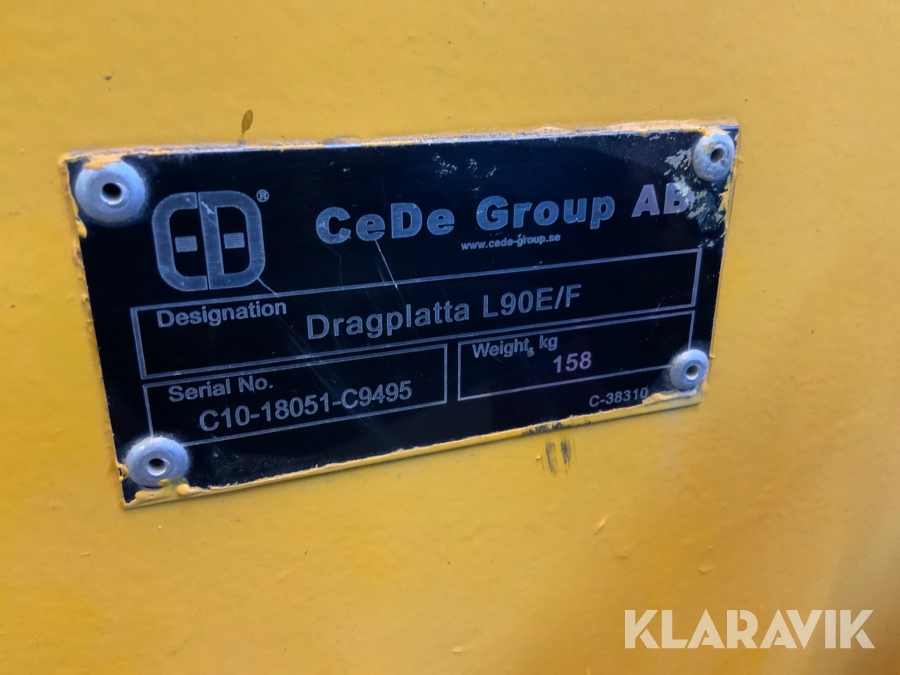 CD®
CeDe Group AB
www.cede-group.se
Designation
Dragplatta L90E/F
Serial No.
C10-18051-C9495
Weight, kg
158
C-38310
KLARAVIK